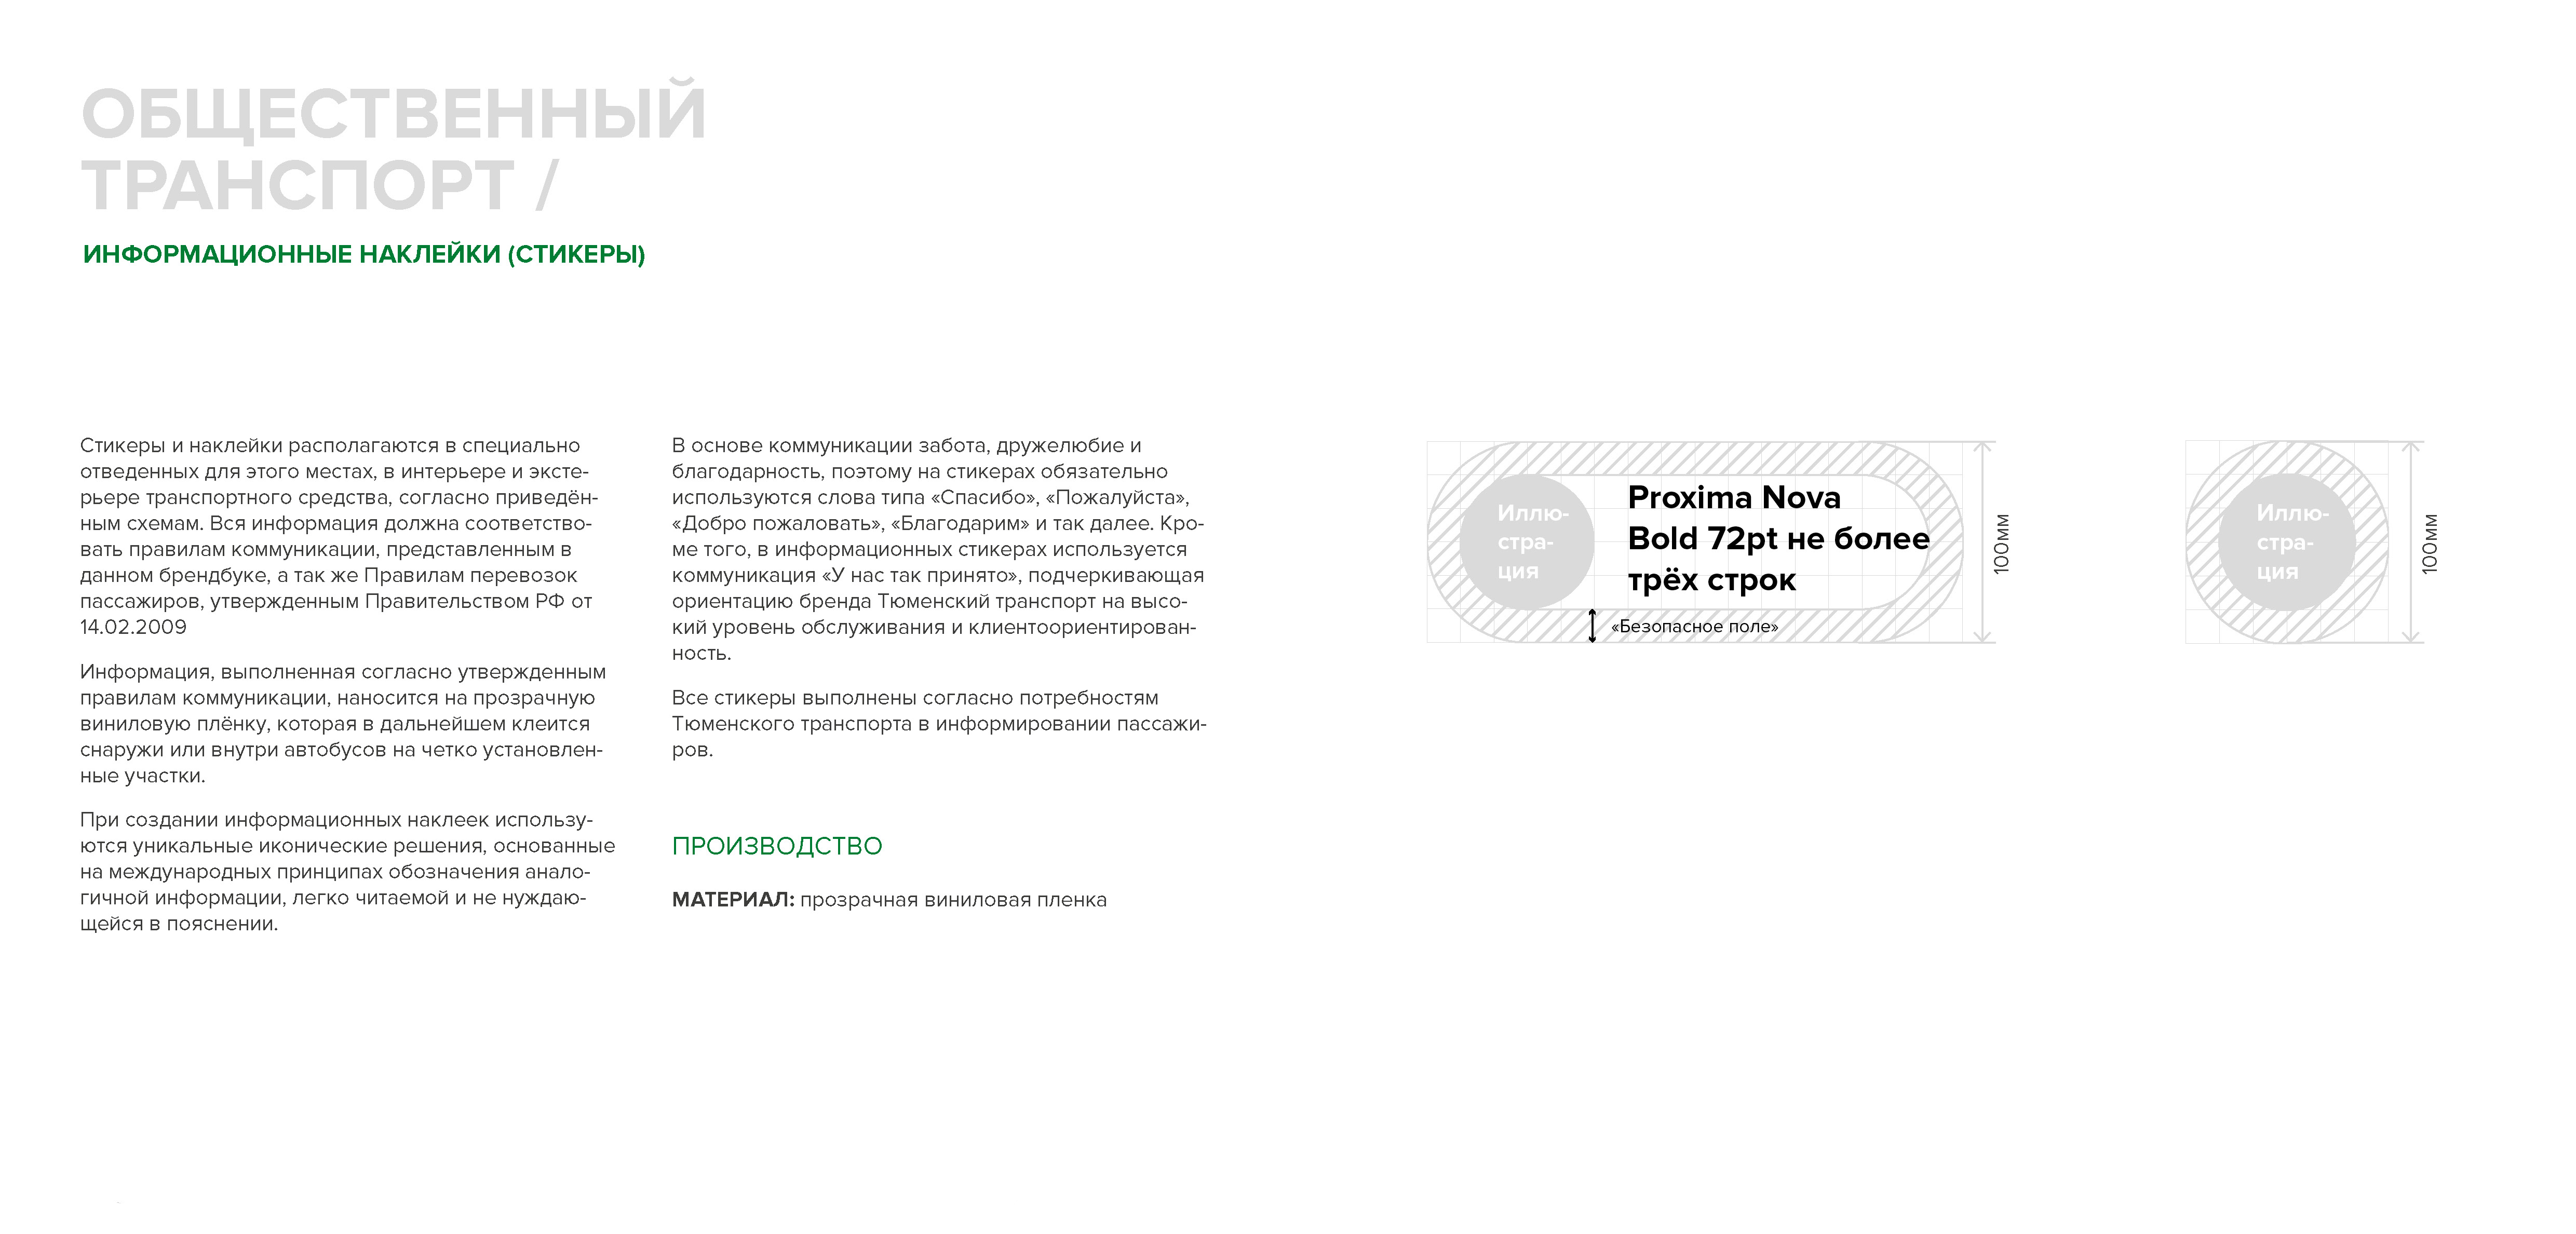 ОБЩЕСТВЕННЫЙ
ТРАНСПОРТ /
ИНФОРМАЦИОННЫЕ НАКЛЕЙКИ (СТИКЕРЫ)
Стикеры и наклейки располагаются в специально
отведенных для этого местах, в интерьере и эксте-
рьере транспортного средства, согласно приведён-
ным схемам. Вся информация должна соответство-
вать правилам коммуникации, представленным в
данном брендбуке, а так же Правилам перевозок
пассажиров, утвержденным Правительством РФ от
14.02.2009
Информация, выполненная согласно утвержденным
правилам коммуникации, наносится на прозрачную
виниловую плёнку, которая в дальнейшем клеится
снаружи или внутри автобусов на четко установлен-
ные участки.
При создании информационных наклеек использу-
ются уникальные иконические решения, основанные
на международных принципах обозначения анало-
гичной информации, легко читаемой и не нуждаю-
щейся в пояснении.
В основе коммуникации забота, дружелюбие и
благодарность, поэтому на стикерах обязательно
используются слова типа «Спасибо», «Пожалуйста»,
«Добро пожаловать», «Благодарим» и так далее. Кро-
ме того, в информационных стикерах используется
коммуникация «У нас так принято», подчеркивающая
ориентацию бренда Тюменский транспорт на высо-
кий уровень обслуживания и клиентоориентирован-
ность.
Все стикеры выполнены согласно потребностям
Тюменского транспорта в информировании пассажи-
ров.
ПРОИЗВОДСТВО
МАТЕРИАЛ: прозрачная виниловая пленка
Иллю-
стра-
ция
Proxima Nova
Bold 72pt не более
трёх строк
«Безопасное поле»
100мм
Иллю-
стра-
ция
100мм